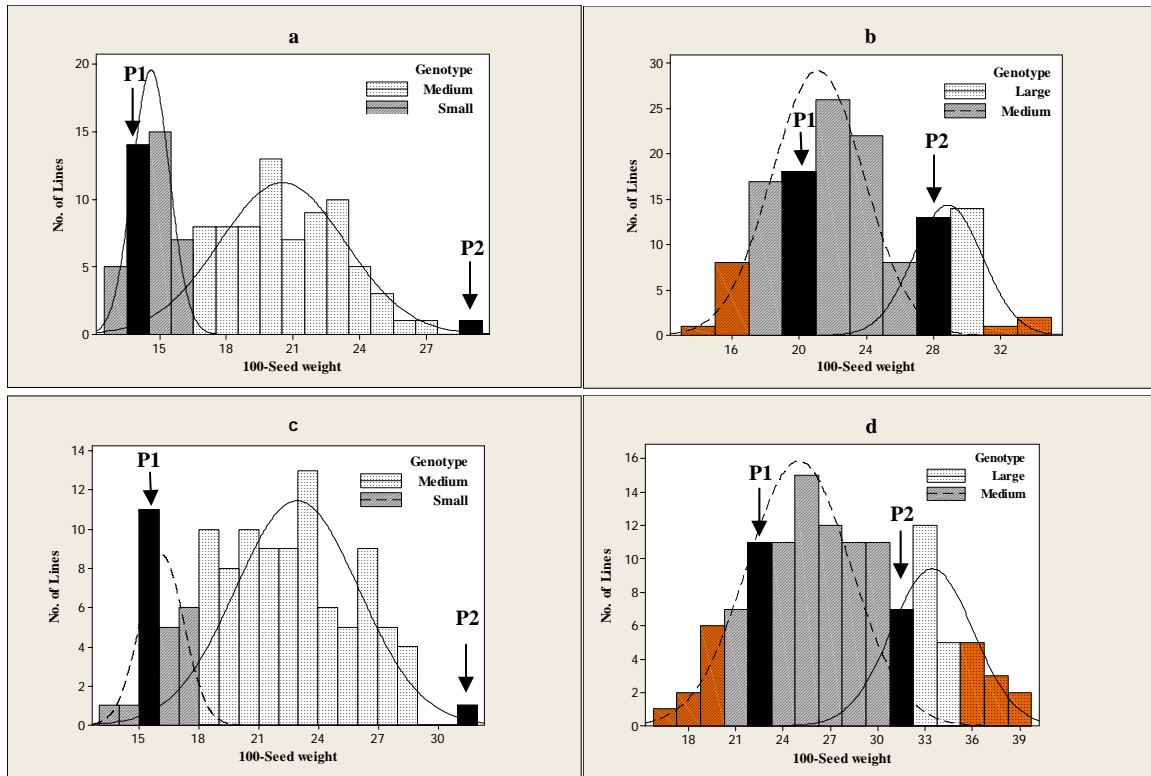 a
P1
P2
Genotype
Medium
Small
No. of Lines
20
15
10
5
0
15 18 21 24 27
100-Seed weight
b
P1
P2
Genotype
Large
Medium
No. of Lines
30
25
20
15
10
5
0
16 20 24 28 32
100-Seed weight
c
P1
P2
Genotype
Medium
Small
No. of Lines
14
12
10
8
6
4
2
0
15 18 21 24 27 30
100-Seed weight
d
P1
P2
Genotype
Large
Medium
No. of Lines
16
14
12
10
8
6
4
2
0
18 21 24 27 30 33 36 39
100-Seed weight